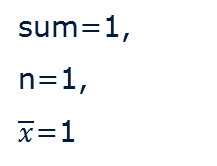 sum=1,
n=1,
x̅=1